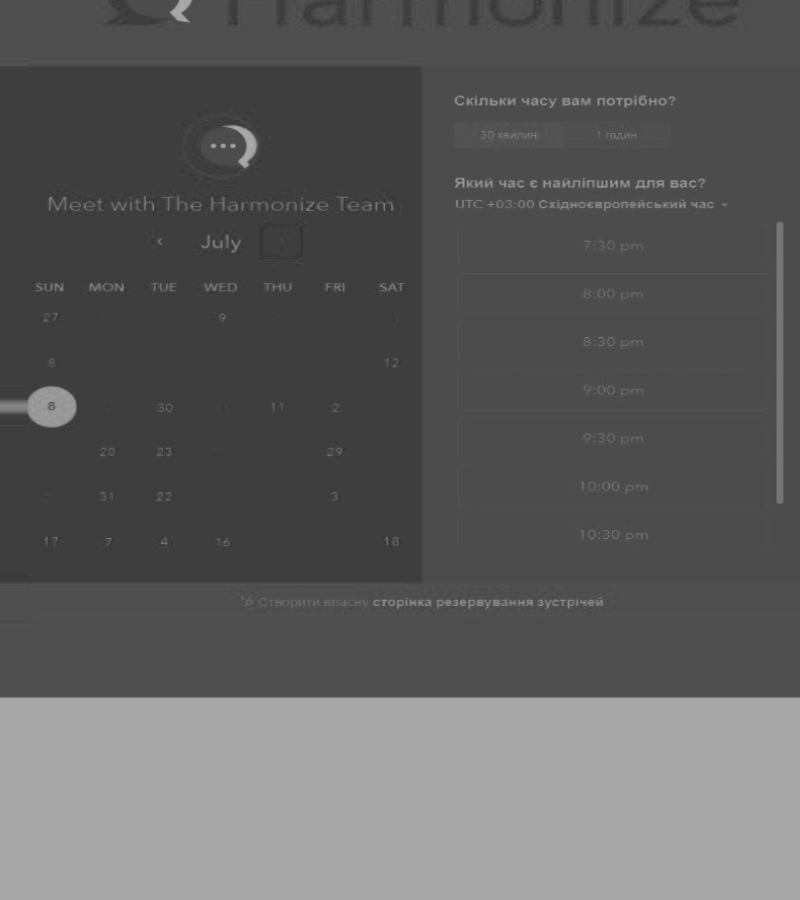 Harmonize
Meet with The Harmonize Team
July
SUN MON TUE WED THU FRI SAT
27 9
8 12
8 30 11 2
20 23 29
31 22 3
17 7 4 16 18
Скільки часу вам потрібно?
30 хвилин 1 годин
Який час є найліпшим для вас?
UTC +03:00 Східноєвропейський час
7:30 pm
8:00 pm
8:30 pm
9:00 pm
9:30 pm
10:00 pm
10:30 pm
Створити власну сторінка резервування зустрічей